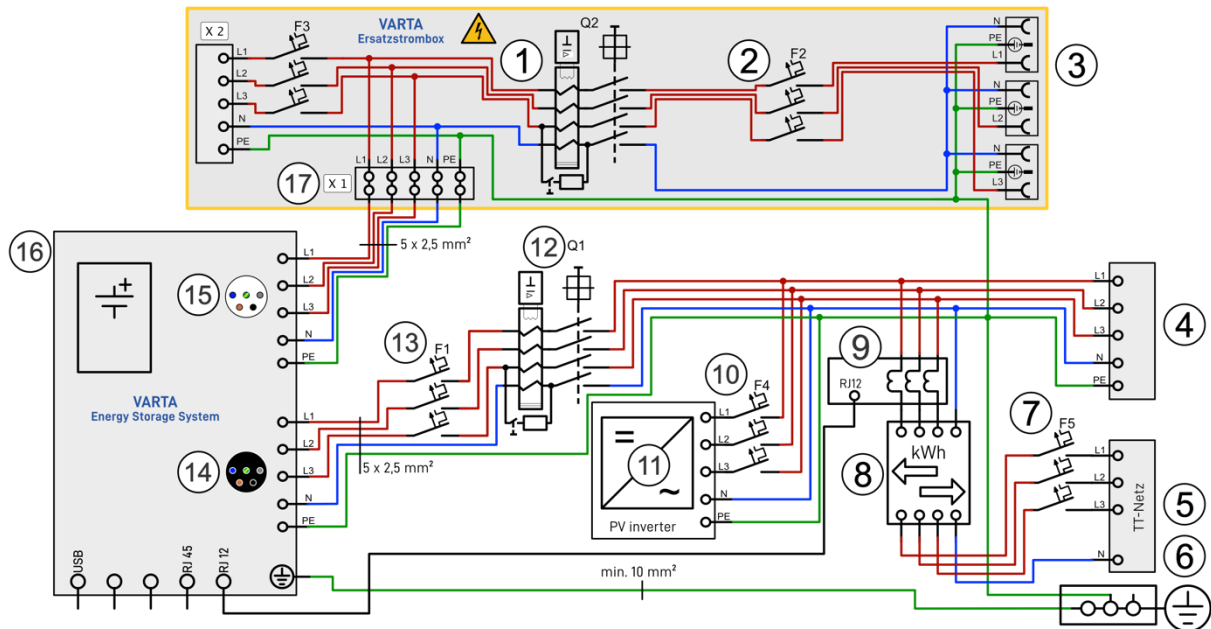 X 2
F3
VARTA
Ersatzstrombox
Q2
1
I∆
2
F2
N
PE
L1
3
L1
L2
L3
N
PE
N
PE
L2
N
PE
L3
L1
L2
L3
N
PE
17
X 1
5 x 2,5 mm²
16
15
L1
L2
L3
N
PE
12
Q1
I∆
13
F1
VARTA
Energy Storage System
14
L1
L2
L3
N
PE
5 x 2,5 mm²
USB
RJ 45
RJ 12
L1
L2
L3
N
PE
4
9
RJ12
10
F4
L1
L2
L3
N
PE
11
PV inverter
kWh
8
7
F5
L1
L2
L3
N
TT-Netz
5
6
min. 10 mm²